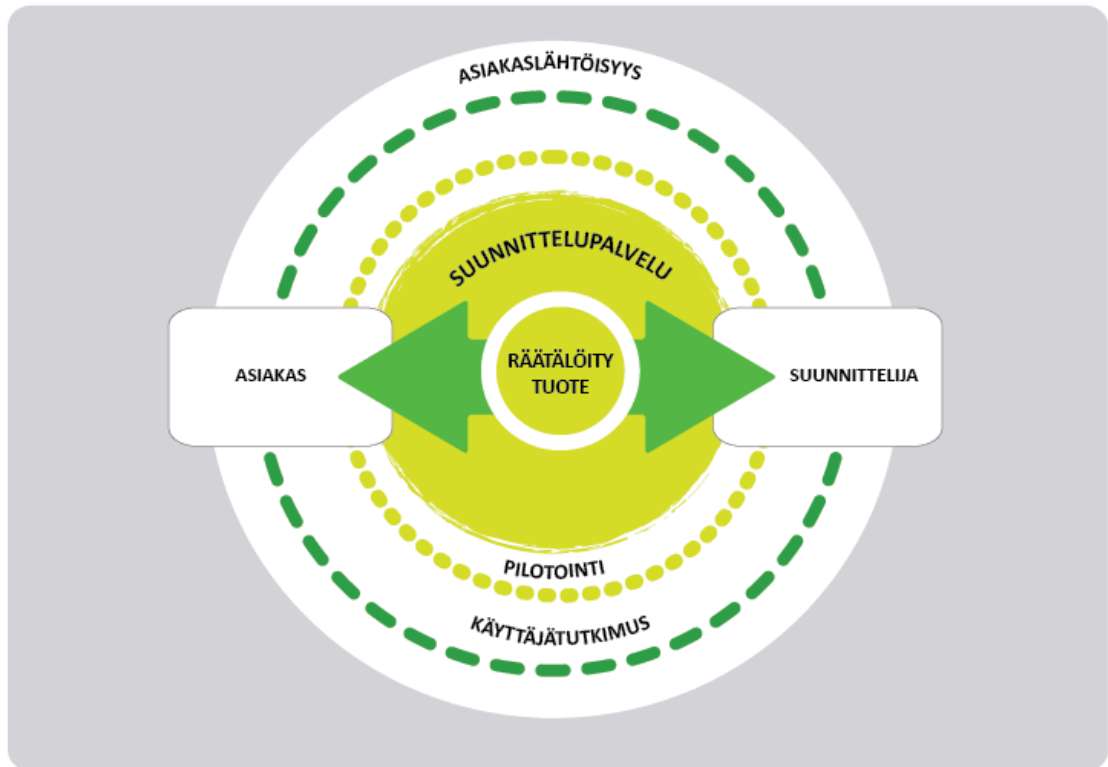 ASIAKASLÄHTÖISYYS
SUUNNITTELUPALVELU
ASIAKAS
RÄÄTÄLÖITY
TUOTE
SUUNNITTELIJA
PILOTOINTI
KÄYTTÄJÄTUTKIMUS